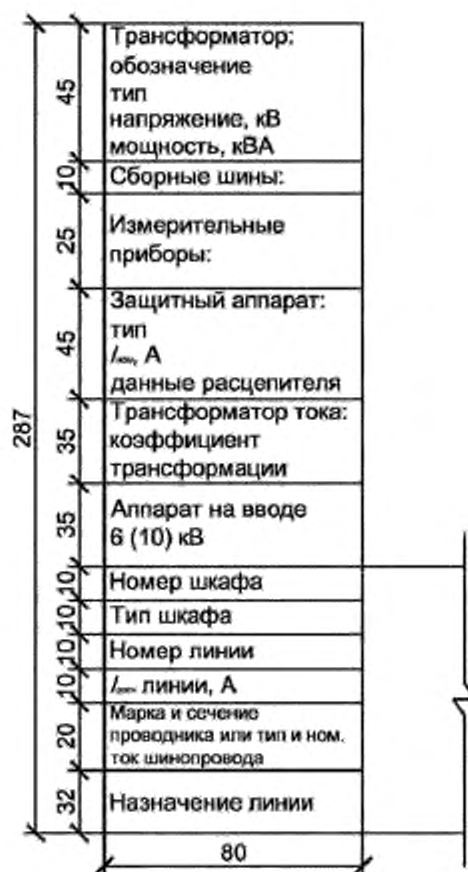 Трансформатор:
обозначение
тип
напряжение, кВ
мощность, кВА
45
Сборные шины:
10
Измерительные
приборы:
25
Защитный аппарат:
тип
А
данные расцепителя
45
Трансформатор тока:
коэффициент
трансформации
35
Аппарат на вводе
6 (10) кВ
35
Номер шкафа
10
Тип шкафа
10
Номер линии
10
линии, А
10
Марка и сечение
проводника или тип и ном.
ток шинопровода
20
Назначение линии
32
287
80